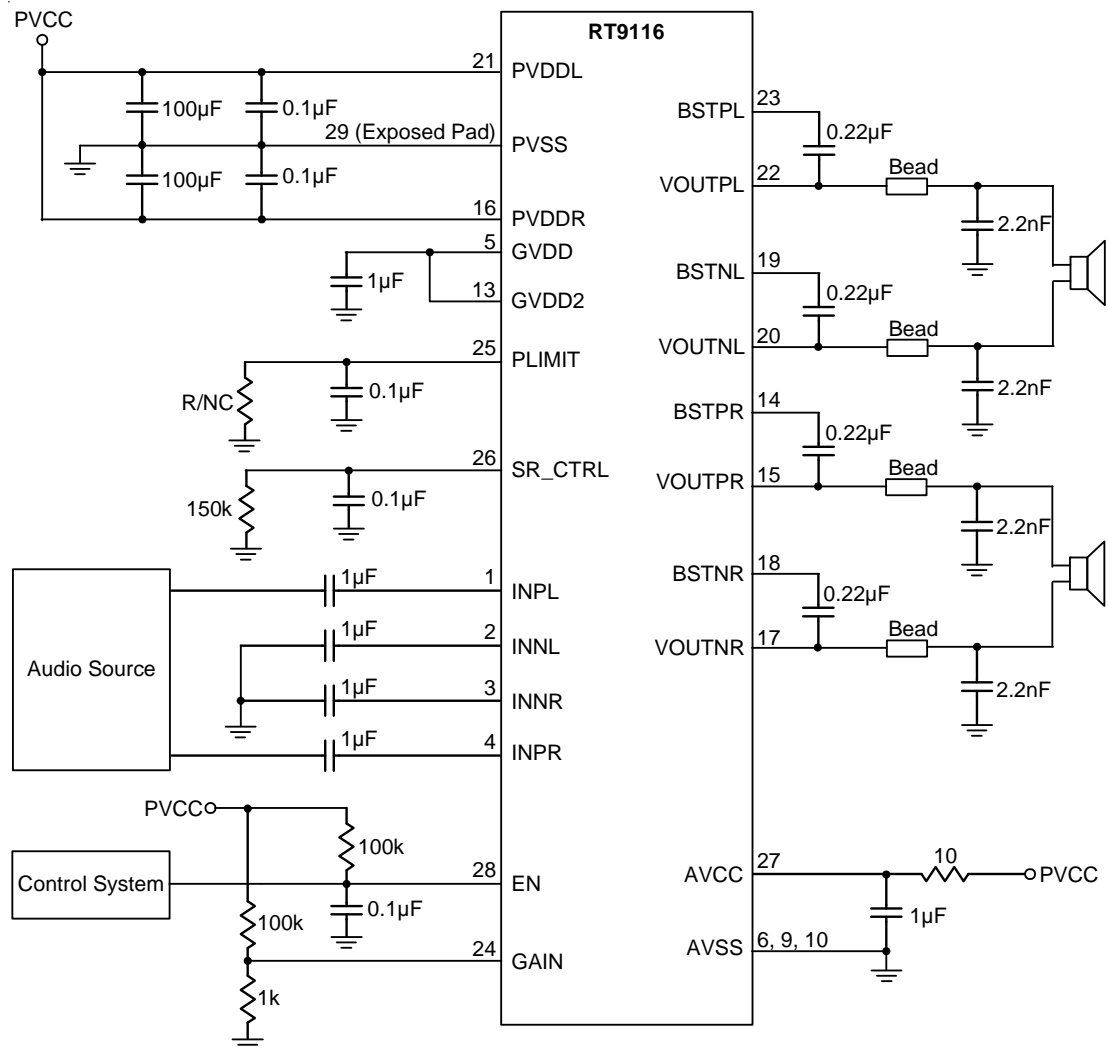 PVCC
RT9116
21
PVDDL
100µF
0.1µF
29 (Exposed Pad)
PVSS
100µF
0.1µF
16
PVDDR
5
GVDD
1µF
13
GVDD2
25
PLIMIT
R/NC
0.1µF
26
SR_CTRL
150k
0.1µF
Audio Source
1µF
1
INPL
1µF
2
INNL
1µF
3
INNR
1µF
4
INPR
PVCC
100k
Control System
28
EN
0.1µF
100k
24
GAIN
1k
BSTPL
23
0.22µF
VOUTPL
22
Bead
2.2nF
BSTNL
19
0.22µF
VOUTNL
20
Bead
2.2nF
BSTPR
14
0.22µF
VOUTPR
15
Bead
2.2nF
BSTNR
18
0.22µF
VOUTNR
17
Bead
2.2nF
AVCC
27
10
PVCC
1µF
AVSS
6, 9, 10